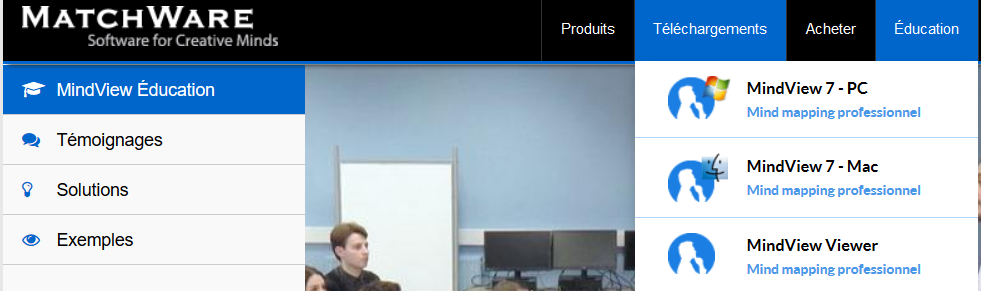 MATCHWARE
Software for Creative Minds
Produits
Téléchargements
Acheter
Éducation
MindView Éducation
Témoignages
Solutions
Exemples
MindView 7 - PC
Mind mapping professionnel
MindView 7 - Mac
Mind mapping professionnel
MindView Viewer
Mind mapping professionnel